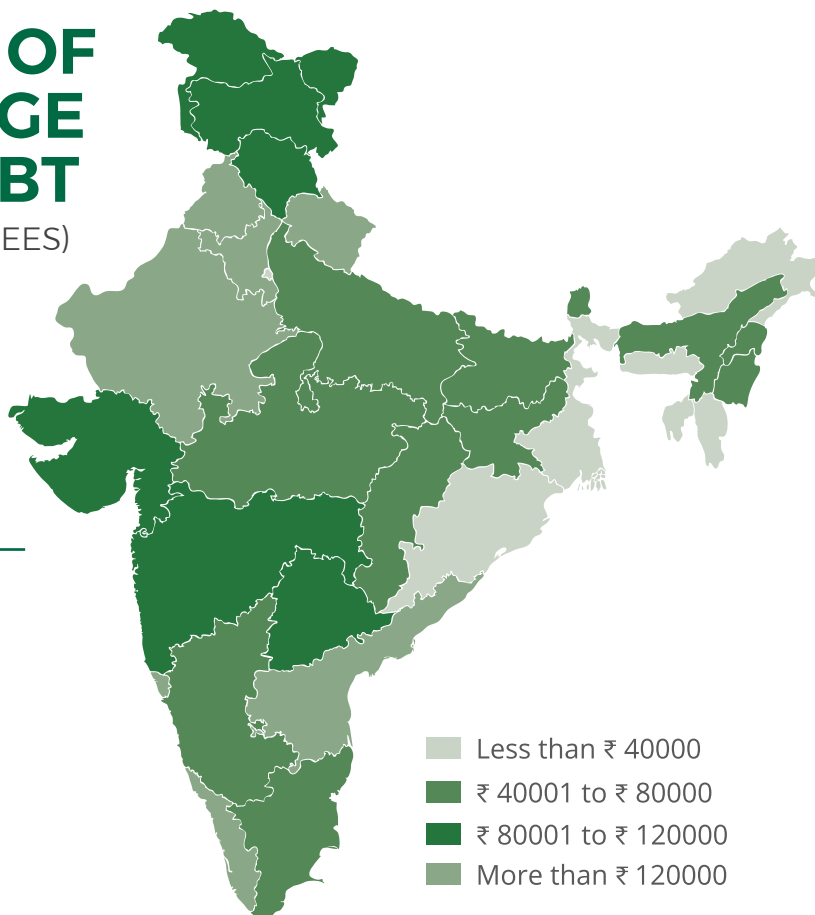 OF
GE
BT
EES)
Less than ₹ 40000
₹ 40001 to ₹ 80000
₹ 80001 to ₹ 120000
More than ₹ 120000